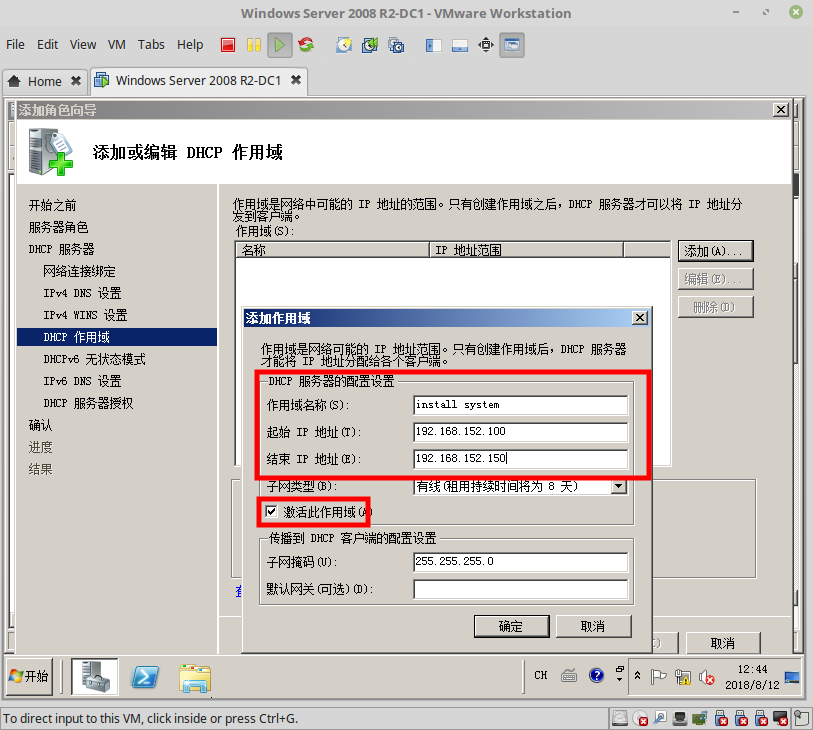 Windows Server 2008 R2-DC1 - VMware Workstation
File Edit View VM Tabs Help
Home Windows Server 2008 R2-DC1
添加角色向导
添加或编辑 DHCP 作用域
开始之前
服务器角色
DHCP 服务器
网络连接绑定
IPv4 DNS 设置
IPv4 WINS 设置
DHCP 作用域
DHCPv6 无状态模式
IPv6 DNS 设置
DHCP 服务器授权
确认
进度
结果
作用域是网络中可能的 IP 地址的范围。只有创建作用域之后，DHCP 服务器才可以将 IP 地址分
发到客户端。
作用域(S):
名称 IP 地址范围
添加(A)...
编辑(E)...
删除(D)
添加作用域
作用域是网络可能的 IP 地址范围。只有创建作用域后，DHCP 服务器
才能将 IP 地址分配给各个客户端。
DHCP 服务器的配置设置
作用域名称(S): install system
起始 IP 地址(T): 192.168.152.100
结束 IP 地址(E): 192.168.152.150
子网类型(B): 有线(租用持续时间将为 8 天)
激活此作用域(A)
传播到 DHCP 客户端的配置设置
子网掩码(U): 255.255.255.0
默认网关(可选)(D):
确定 取消
取消
开始
CH
12:44
2018/8/12
To direct input to this VM, click inside or press Ctrl+G.